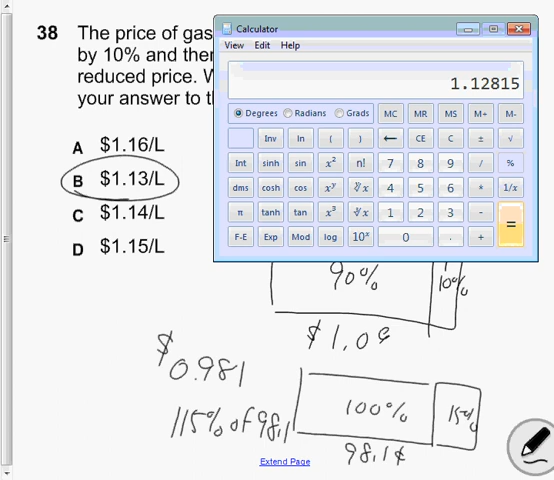 38 The price of gas
by 10% and then
reduced price. W
your answer to t
A $1.16/L
B $1.13/L
C $1.14/L
D $1.15/L
Calculator
View Edit Help
1.12815
Degrees Radians Grads MC MR MS M+ M-
Inv ln ( ) ← CE C ± √
Int sinh sin x² n! 7 8 9 / %
dms cosh cos xʸ ʸ√x 4 5 6 * 1/x
π tanh tan x³ ³√x 1 2 3 - =
F-E Exp Mod log 10ˣ 0 . +
90% 10%
$1.09
$0.981
115% of 98.1
100% 15%
98.1¢
Extend Page